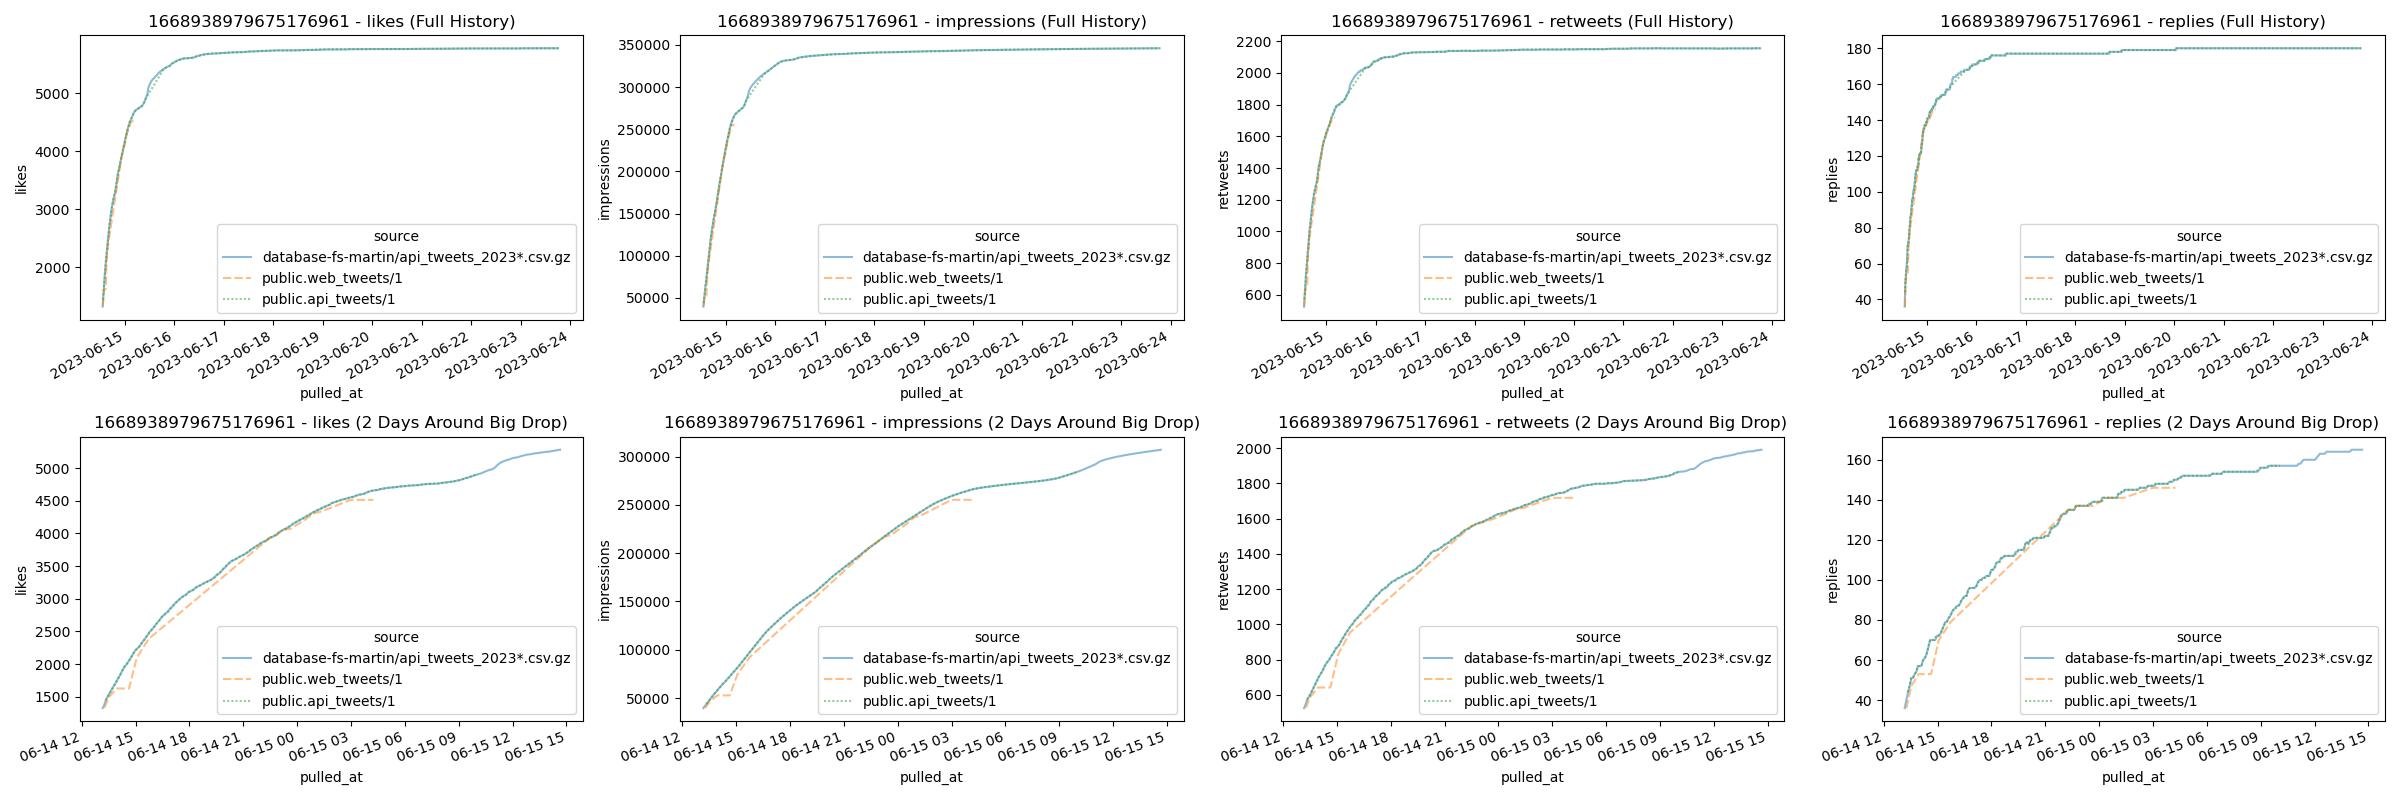 1668938979675176961 - likes (Full History)
likes
5000
4000
3000
2000
source
database-fs-martin/api_tweets_2023*.csv.gz
public.web_tweets/1
public.api_tweets/1
2023-06-15
2023-06-16
2023-06-17
2023-06-18
2023-06-19
2023-06-20
2023-06-21
2023-06-22
2023-06-23
2023-06-24
pulled_at
1668938979675176961 - impressions (Full History)
impressions
350000
300000
250000
200000
150000
100000
50000
source
database-fs-martin/api_tweets_2023*.csv.gz
public.web_tweets/1
public.api_tweets/1
2023-06-15
2023-06-16
2023-06-17
2023-06-18
2023-06-19
2023-06-20
2023-06-21
2023-06-22
2023-06-23
2023-06-24
pulled_at
1668938979675176961 - retweets (Full History)
retweets
2200
2000
1800
1600
1400
1200
1000
800
600
source
database-fs-martin/api_tweets_2023*.csv.gz
public.web_tweets/1
public.api_tweets/1
2023-06-15
2023-06-16
2023-06-17
2023-06-18
2023-06-19
2023-06-20
2023-06-21
2023-06-22
2023-06-23
2023-06-24
pulled_at
1668938979675176961 - replies (Full History)
replies
180
160
140
120
100
80
60
40
source
database-fs-martin/api_tweets_2023*.csv.gz
public.web_tweets/1
public.api_tweets/1
2023-06-15
2023-06-16
2023-06-17
2023-06-18
2023-06-19
2023-06-20
2023-06-21
2023-06-22
2023-06-23
2023-06-24
pulled_at
1668938979675176961 - likes (2 Days Around Big Drop)
likes
5000
4500
4000
3500
3000
2500
2000
1500
source
database-fs-martin/api_tweets_2023*.csv.gz
public.web_tweets/1
public.api_tweets/1
06-14 12
06-14 15
06-14 18
06-14 21
06-15 00
06-15 03
06-15 06
06-15 09
06-15 12
06-15 15
pulled_at
1668938979675176961 - impressions (2 Days Around Big Drop)
impressions
300000
250000
200000
150000
100000
50000
source
database-fs-martin/api_tweets_2023*.csv.gz
public.web_tweets/1
public.api_tweets/1
06-14 12
06-14 15
06-14 18
06-14 21
06-15 00
06-15 03
06-15 06
06-15 09
06-15 12
06-15 15
pulled_at
1668938979675176961 - retweets (2 Days Around Big Drop)
retweets
2000
1800
1600
1400
1200
1000
800
600
source
database-fs-martin/api_tweets_2023*.csv.gz
public.web_tweets/1
public.api_tweets/1
06-14 12
06-14 15
06-14 18
06-14 21
06-15 00
06-15 03
06-15 06
06-15 09
06-15 12
06-15 15
pulled_at
1668938979675176961 - replies (2 Days Around Big Drop)
replies
160
140
120
100
80
60
40
source
database-fs-martin/api_tweets_2023*.csv.gz
public.web_tweets/1
public.api_tweets/1
06-14 12
06-14 15
06-14 18
06-14 21
06-15 00
06-15 03
06-15 06
06-15 09
06-15 12
06-15 15
pulled_at